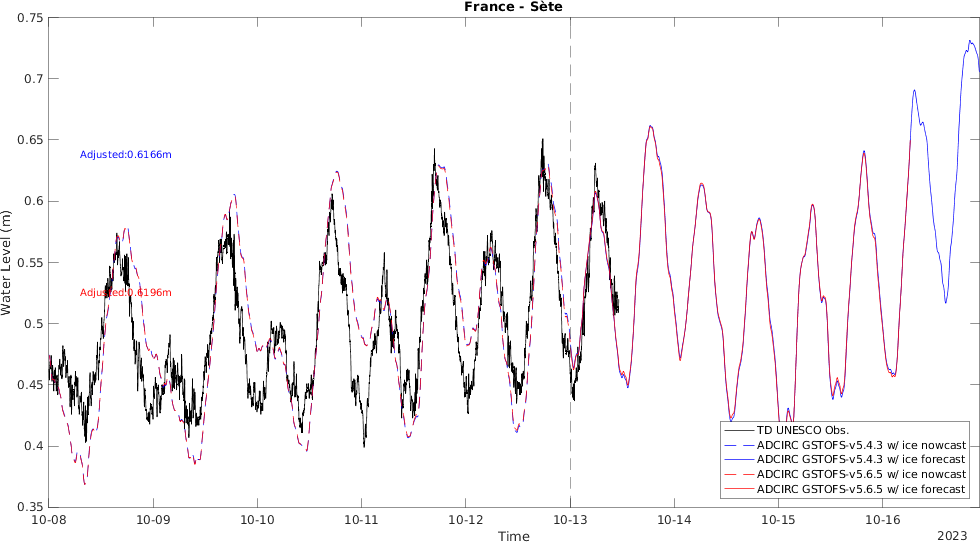 France - Sète
0.75
0.7
0.65
0.6
0.55
0.5
0.45
0.4
0.35
Water Level (m)
Adjusted:0.6166m
Adjusted:0.6196m
TD UNESCO Obs.
ADCIRC GSTOFS-v5.4.3 w/ ice nowcast
ADCIRC GSTOFS-v5.4.3 w/ ice forecast
ADCIRC GSTOFS-v5.6.5 w/ ice nowcast
ADCIRC GSTOFS-v5.6.5 w/ ice forecast
10-08 10-09 10-10 10-11 10-12 10-13 10-14 10-15 10-16
Time
2023